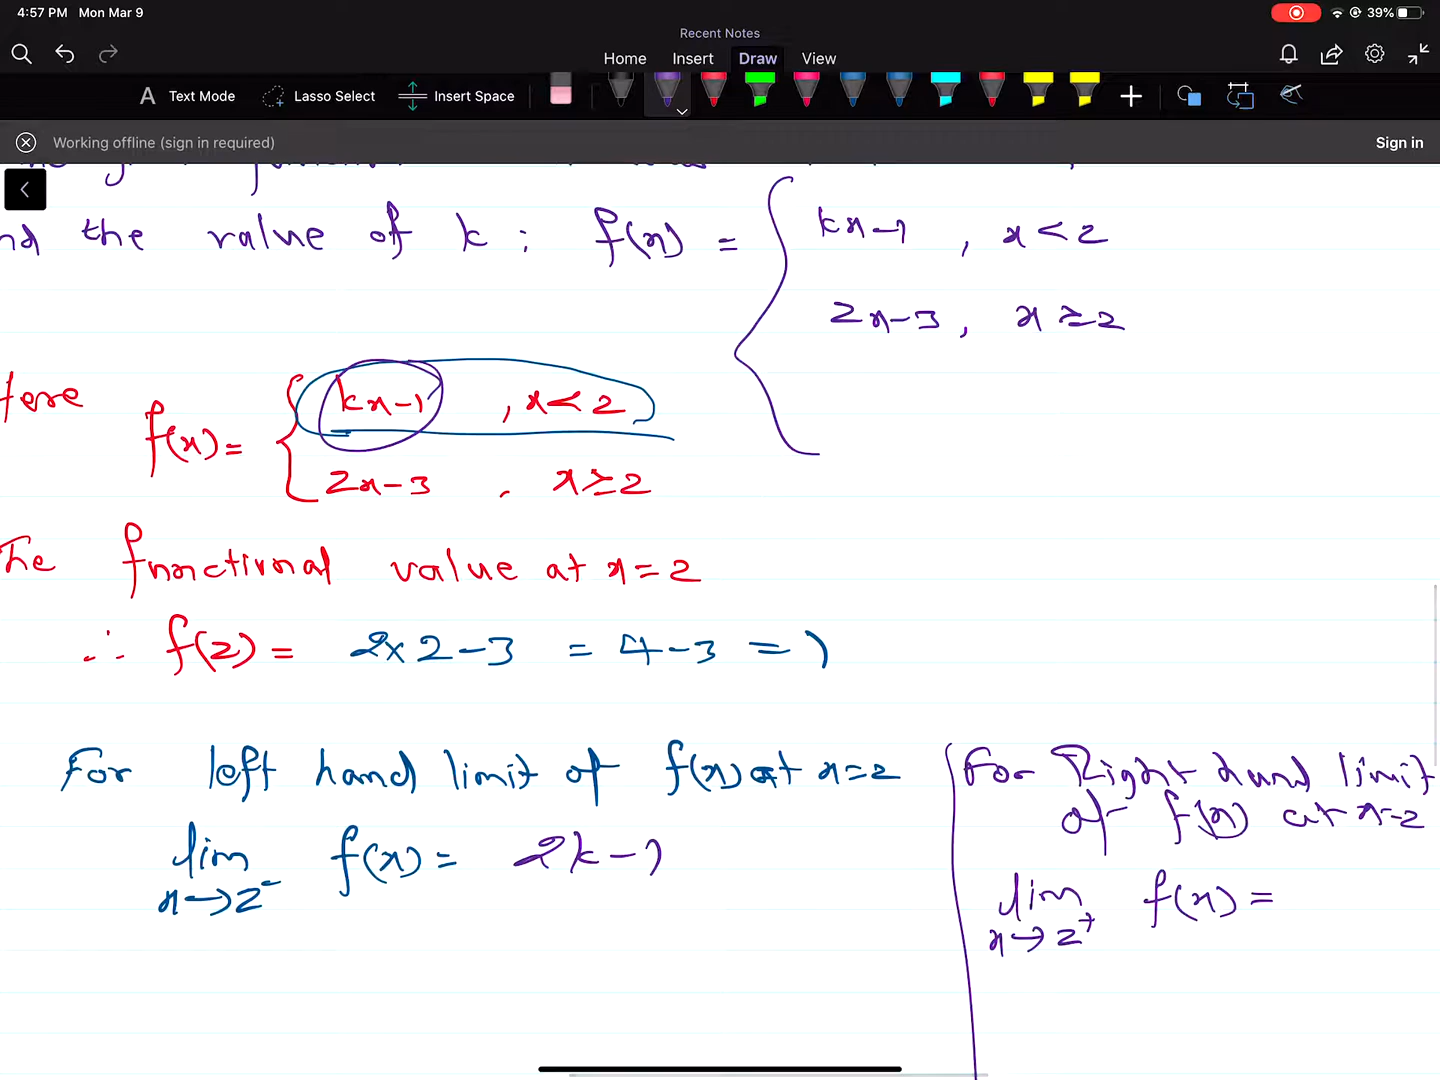 4:57 PM Mon Mar 9
39%
Recent Notes
Home Insert Draw View
Text Mode Lasso Select Insert Space
Working offline (sign in required) Sign in
the value of k : f(x) = { kx-1 , x<2
2x-3 , x≥2
f(x) = { kx-1 , x<2
2x-3 , x≥2
functional value at x=2
∴ f(2) = 2x2-3 = 4-3 = 1
For left hand limit of f(x) at x=2
lim x→2⁻ f(x) = 2k-1
For Right hand limit
of f(x) at x=2
lim x→2⁺ f(x) =